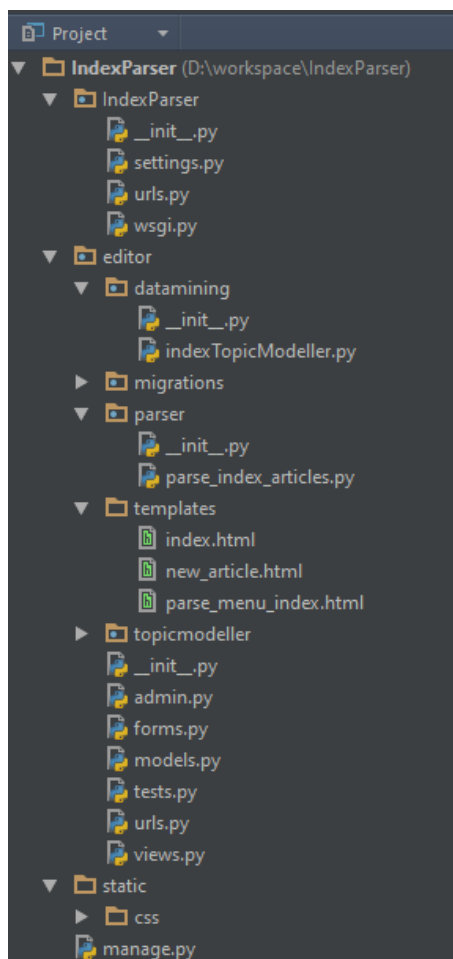 Project
IndexParser (D:\workspace\IndexParser)
IndexParser
__init__.py
settings.py
urls.py
wsgi.py
editor
datamining
__init__.py
indexTopicModeller.py
migrations
parser
__init__.py
parse_index_articles.py
templates
index.html
new_article.html
parse_menu_index.html
topicmodeller
__init__.py
admin.py
forms.py
models.py
tests.py
urls.py
views.py
static
css
manage.py